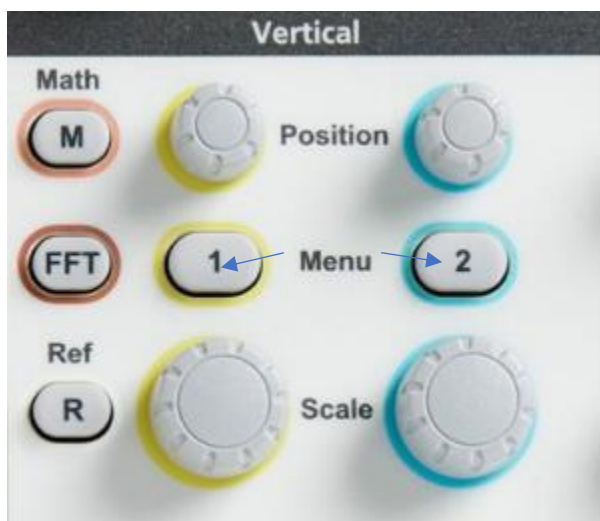 Vertical
Math
M
Position
FFT
1
Menu
2
Ref
R
Scale